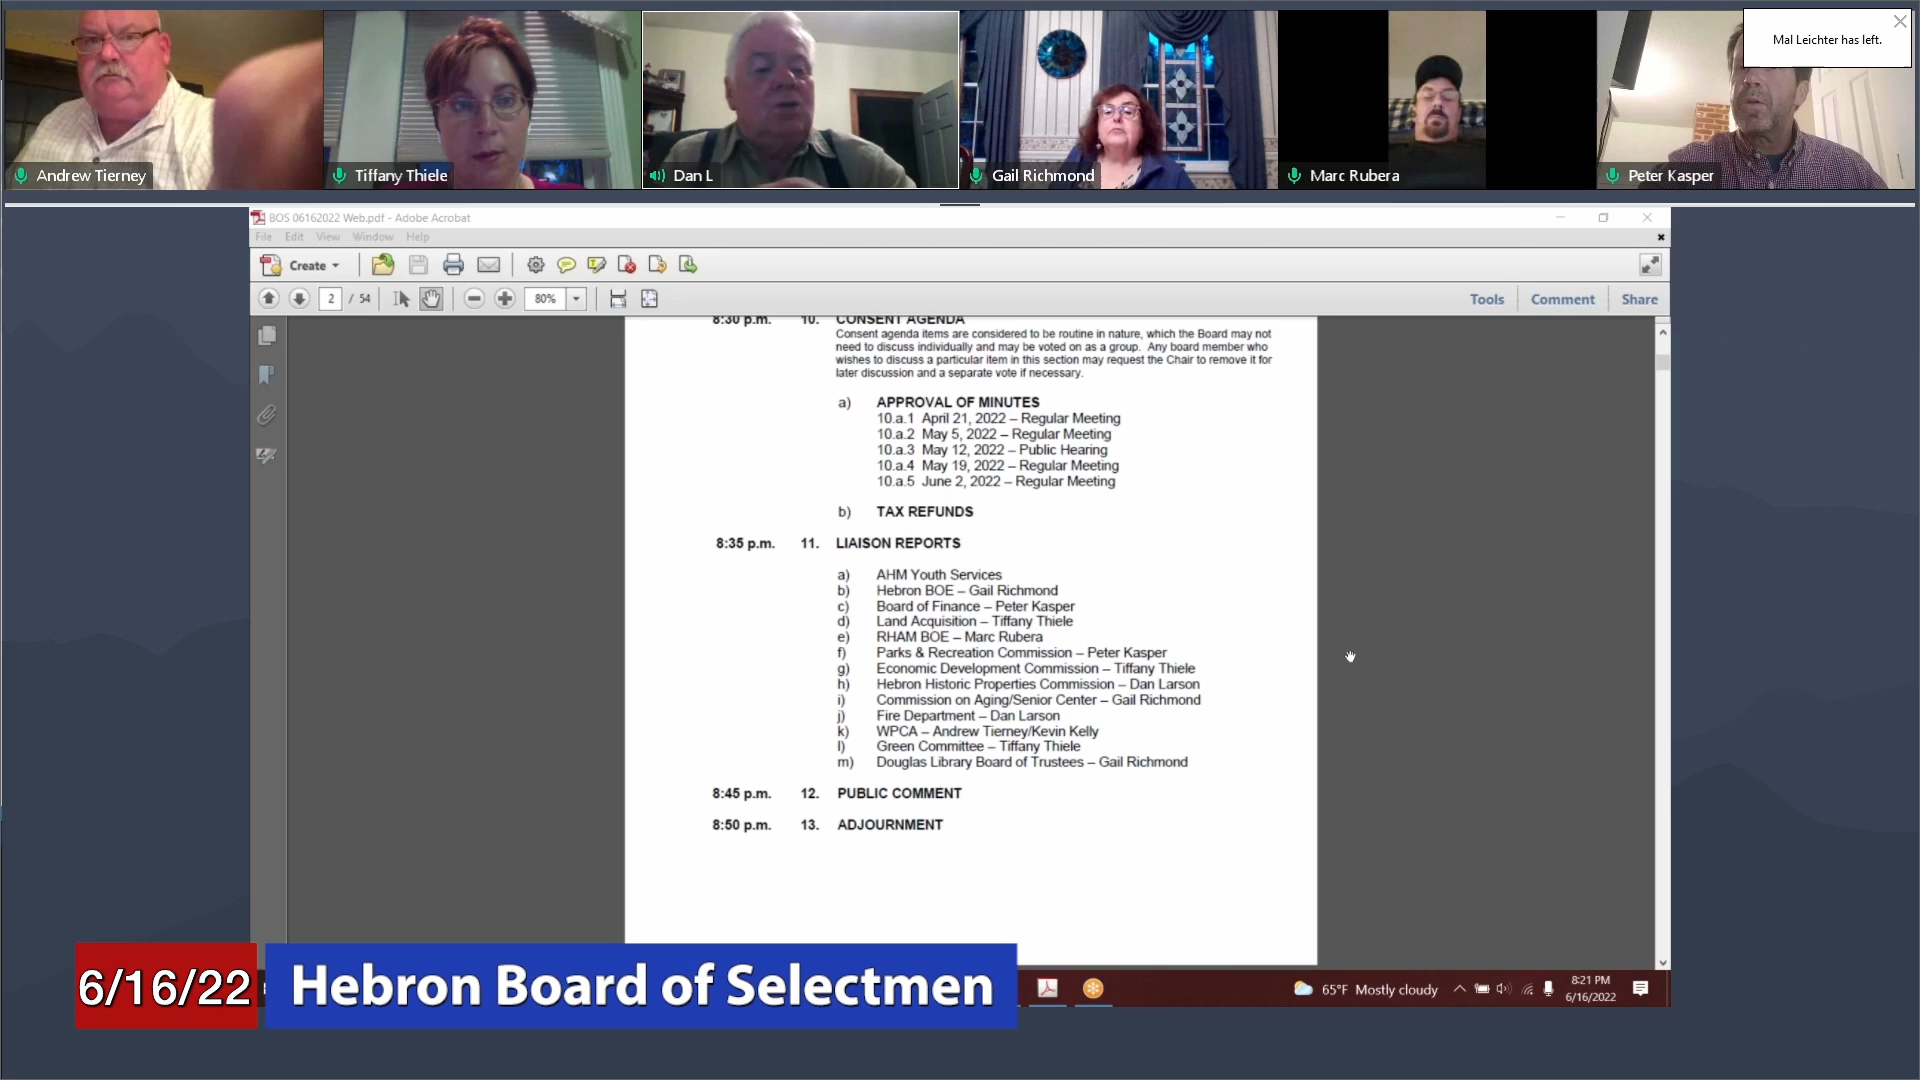 Mal Leichter has left.
Andrew Tierney
Tiffany Thiele
Dan L
Gail Richmond
Marc Rubera
Peter Kasper
BOS 06162022 Web.pdf - Adobe Acrobat
File Edit View Window Help
Create
2 / 54 80% Tools Comment Share
8:30 p.m. 10. CONSENT AGENDA
Consent agenda items are considered to be routine in nature, which the Board may not
need to discuss individually and may be voted on as a group. Any board member who
wishes to discuss a particular item in this section may request the Chair to remove it for
later discussion and a separate vote if necessary.
a) APPROVAL OF MINUTES
10.a.1 April 21, 2022 – Regular Meeting
10.a.2 May 5, 2022 – Regular Meeting
10.a.3 May 12, 2022 – Public Hearing
10.a.4 May 19, 2022 – Regular Meeting
10.a.5 June 2, 2022 – Regular Meeting
b) TAX REFUNDS
8:35 p.m. 11. LIAISON REPORTS
a) AHM Youth Services
b) Hebron BOE – Gail Richmond
c) Board of Finance – Peter Kasper
d) Land Acquisition – Tiffany Thiele
e) RHAM BOE – Marc Rubera
f) Parks & Recreation Commission – Peter Kasper
g) Economic Development Commission – Tiffany Thiele
h) Hebron Historic Properties Commission – Dan Larson
i) Commission on Aging/Senior Center – Gail Richmond
j) Fire Department – Dan Larson
k) WPCA – Andrew Tierney/Kevin Kelly
l) Green Committee – Tiffany Thiele
m) Douglas Library Board of Trustees – Gail Richmond
8:45 p.m. 12. PUBLIC COMMENT
8:50 p.m. 13. ADJOURNMENT
6/16/22 Hebron Board of Selectmen
65°F Mostly cloudy
8:21 PM
6/16/2022